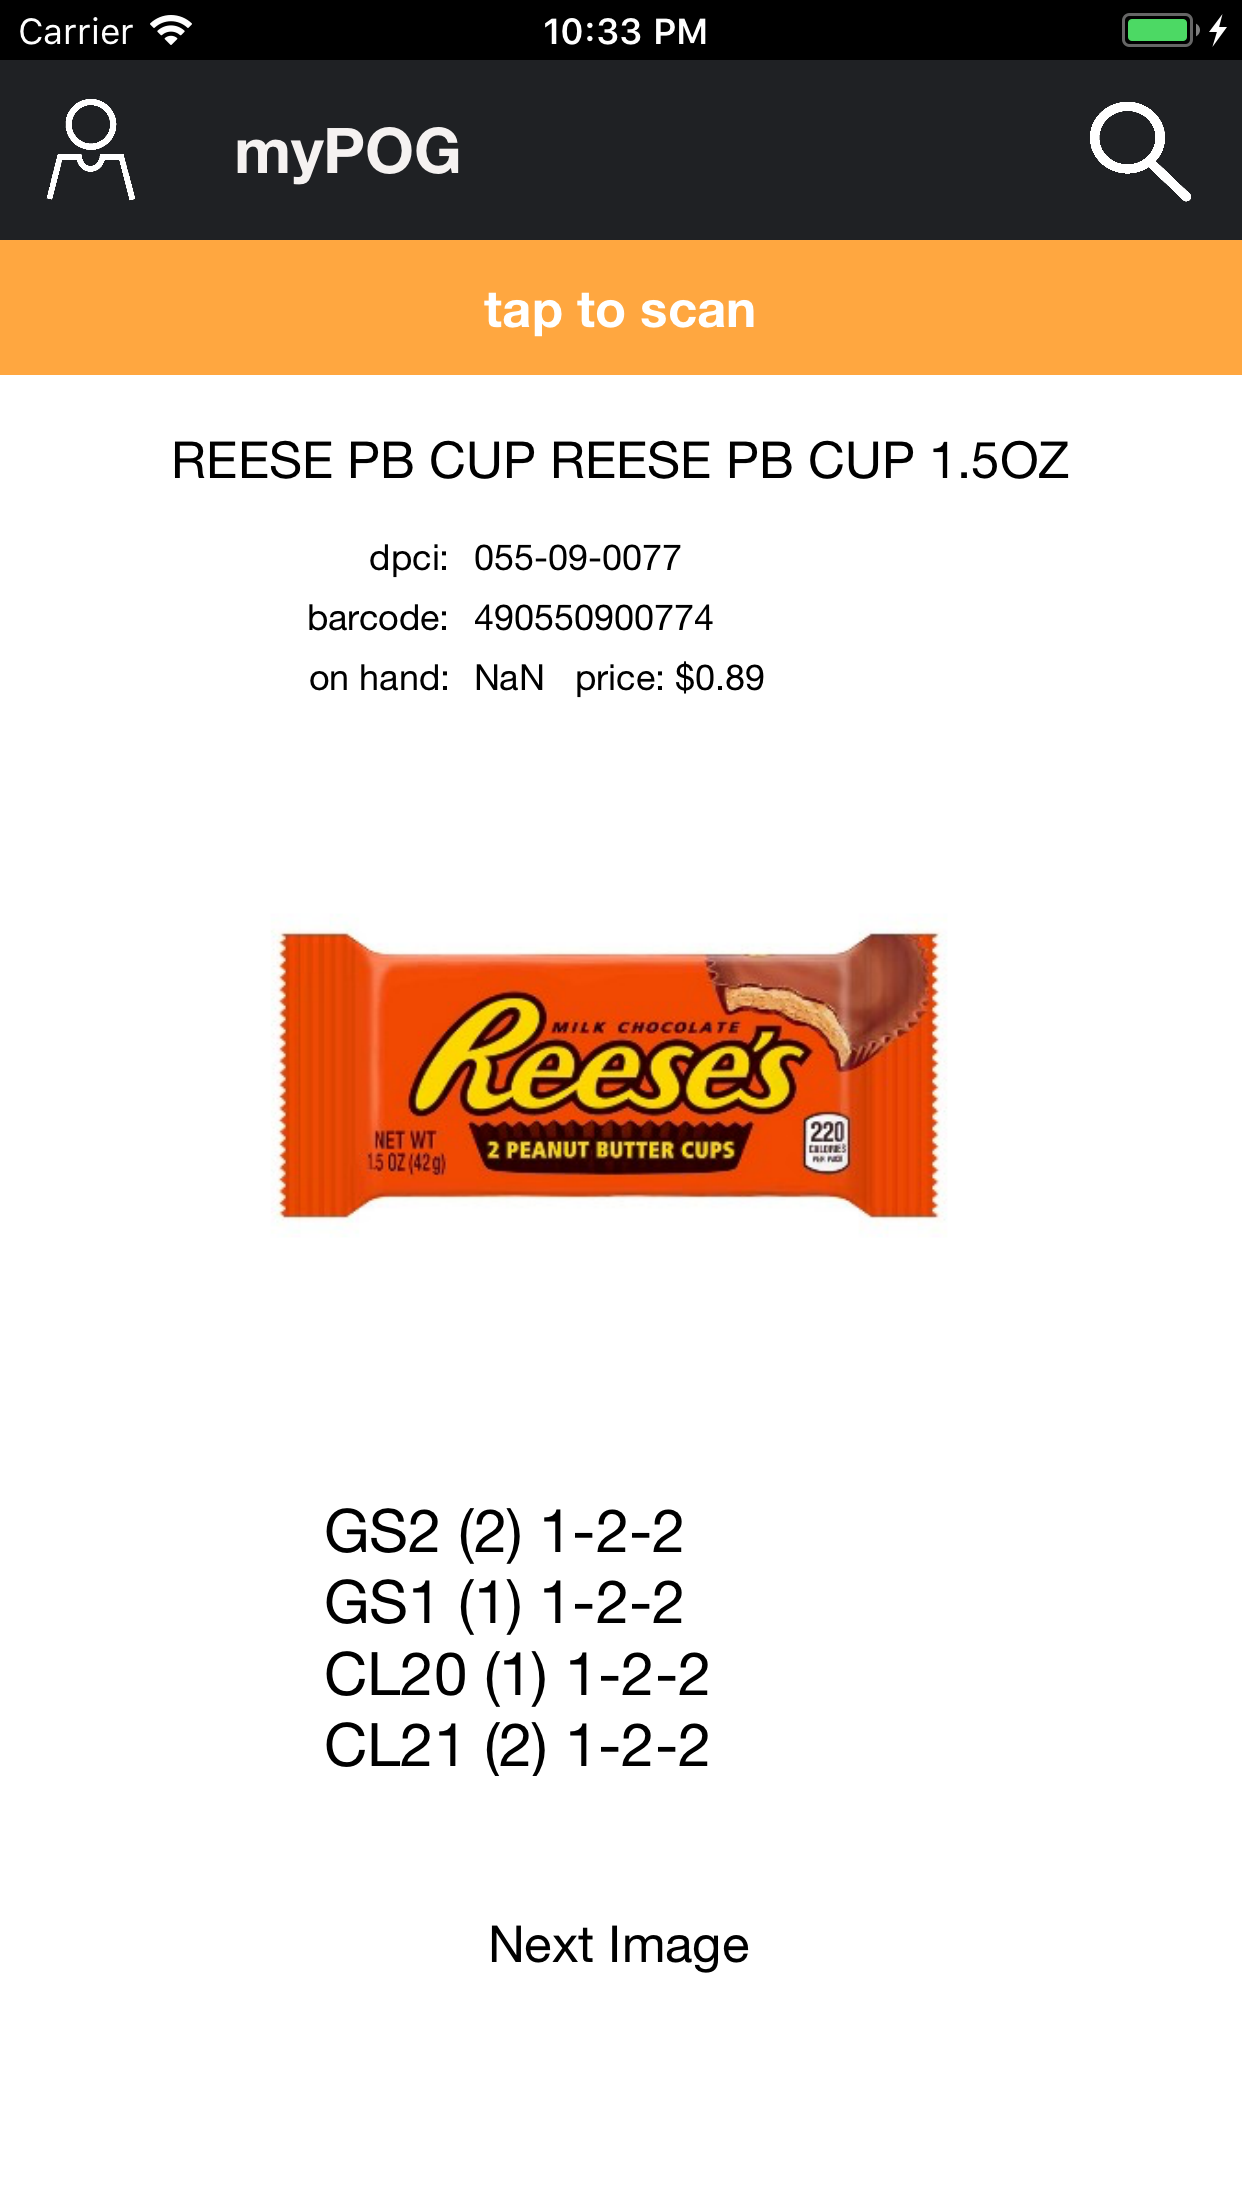 Carrier 10:33 PM
myPOG
tap to scan
REESE PB CUP REESE PB CUP 1.5OZ
dpci: 055-09-0077
barcode: 490550900774
on hand: NaN price: $0.89
MILK CHOCOLATE
Reese's
2 PEANUT BUTTER CUPS
NET WT
1.5 OZ (42g)
220
CALORIES
PER PACK
GS2 (2) 1-2-2
GS1 (1) 1-2-2
CL20 (1) 1-2-2
CL21 (2) 1-2-2
Next Image